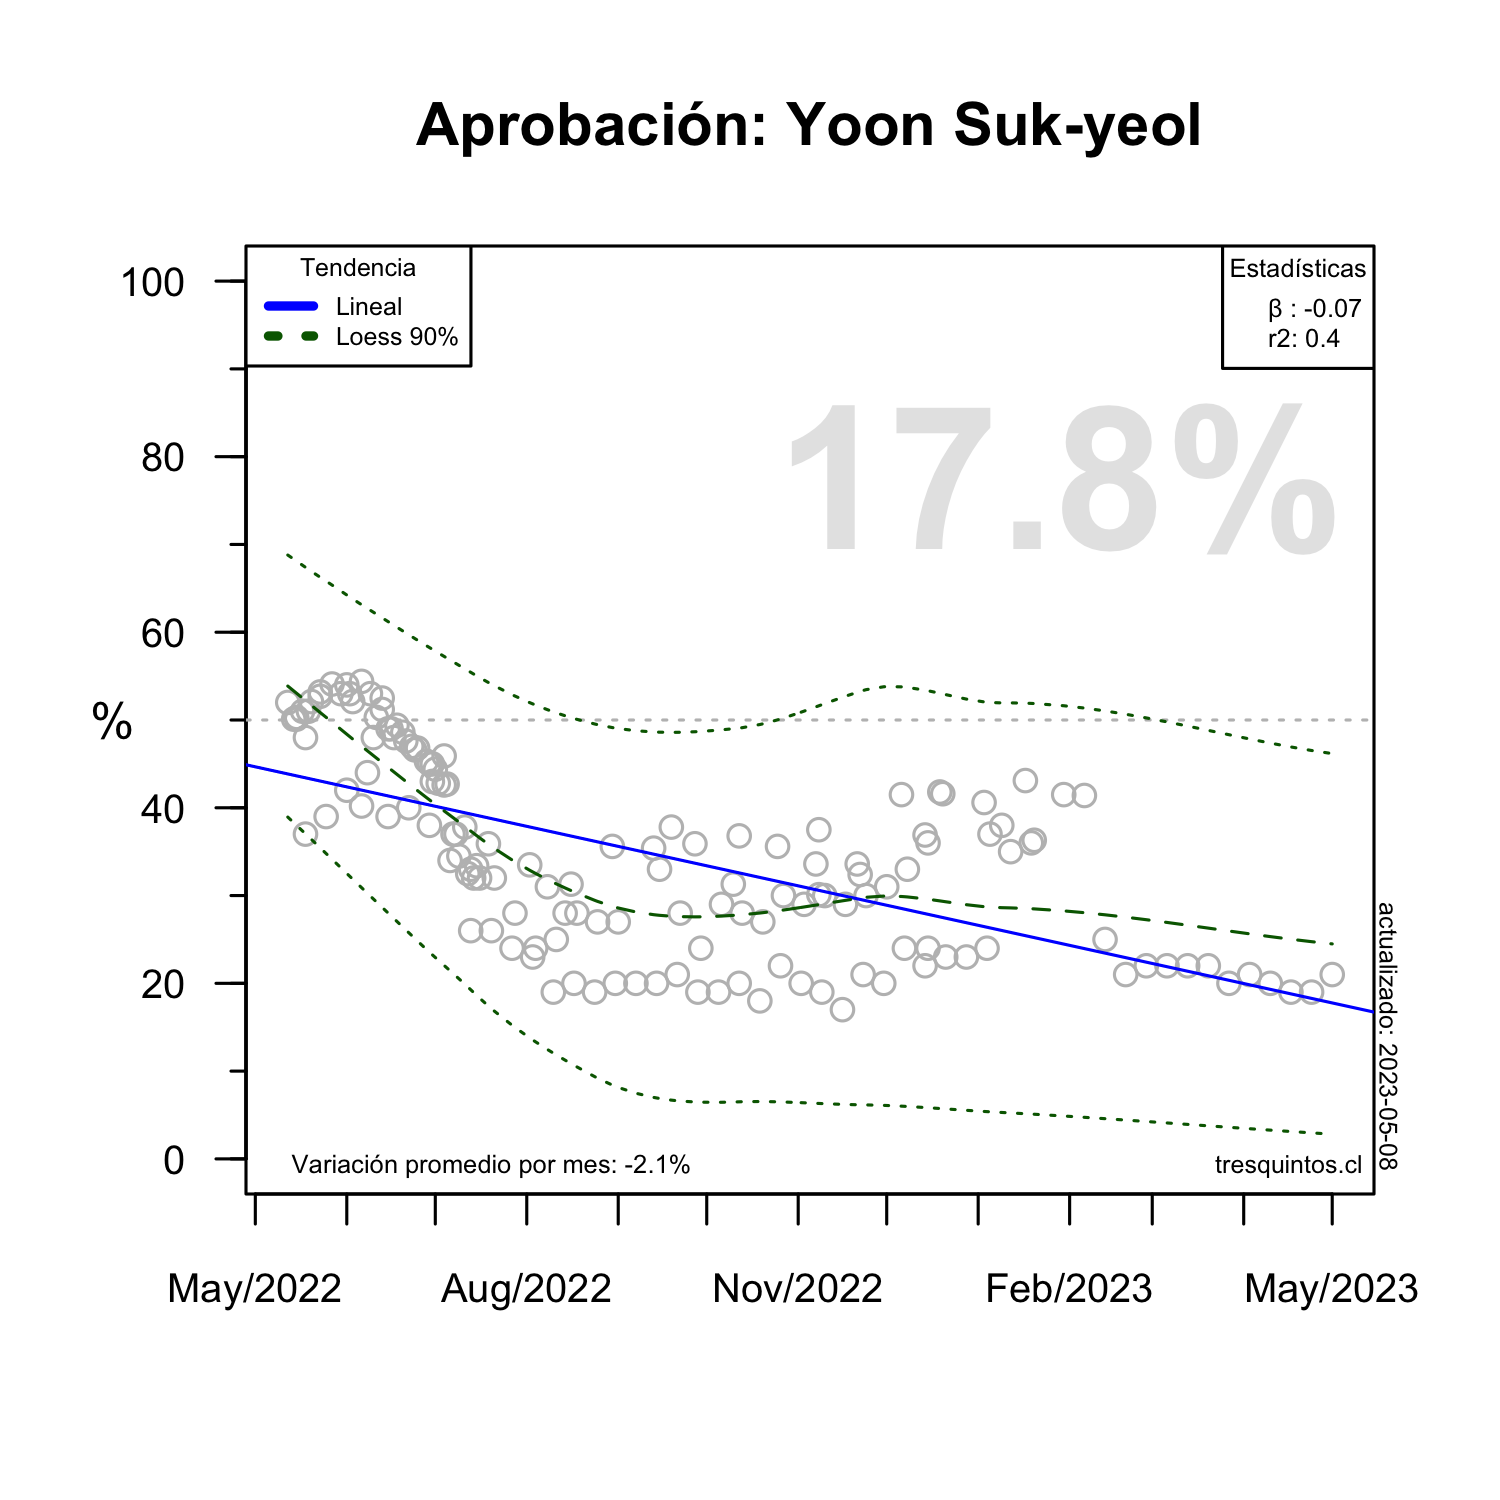 Aprobación: Yoon Suk-yeol
Tendencia
Lineal
Loess 90%
Estadísticas
β : -0.07
r2: 0.4
17.8%
100
80
60
40
20
0
%
actualizado: 2023-05-08
Variación promedio por mes: -2.1%
tresquintos.cl
May/2022
Aug/2022
Nov/2022
Feb/2023
May/2023